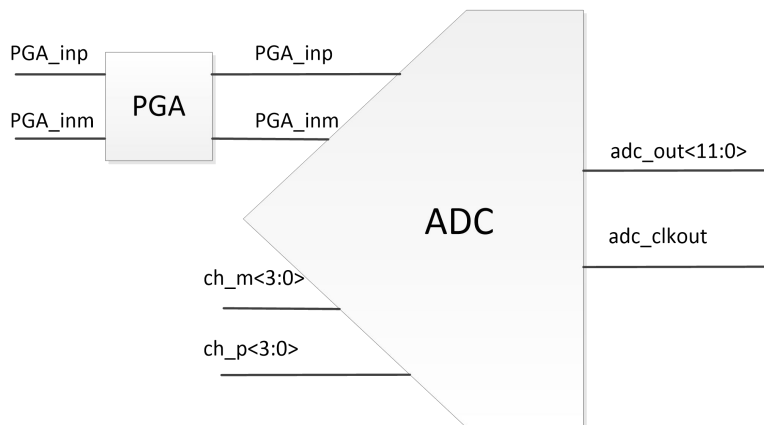 PGA_inp
PGA_inp
PGA
PGA_inm
PGA_inm
adc_out<11:0>
ADC
adc_clkout
ch_m<3:0>
ch_p<3:0>